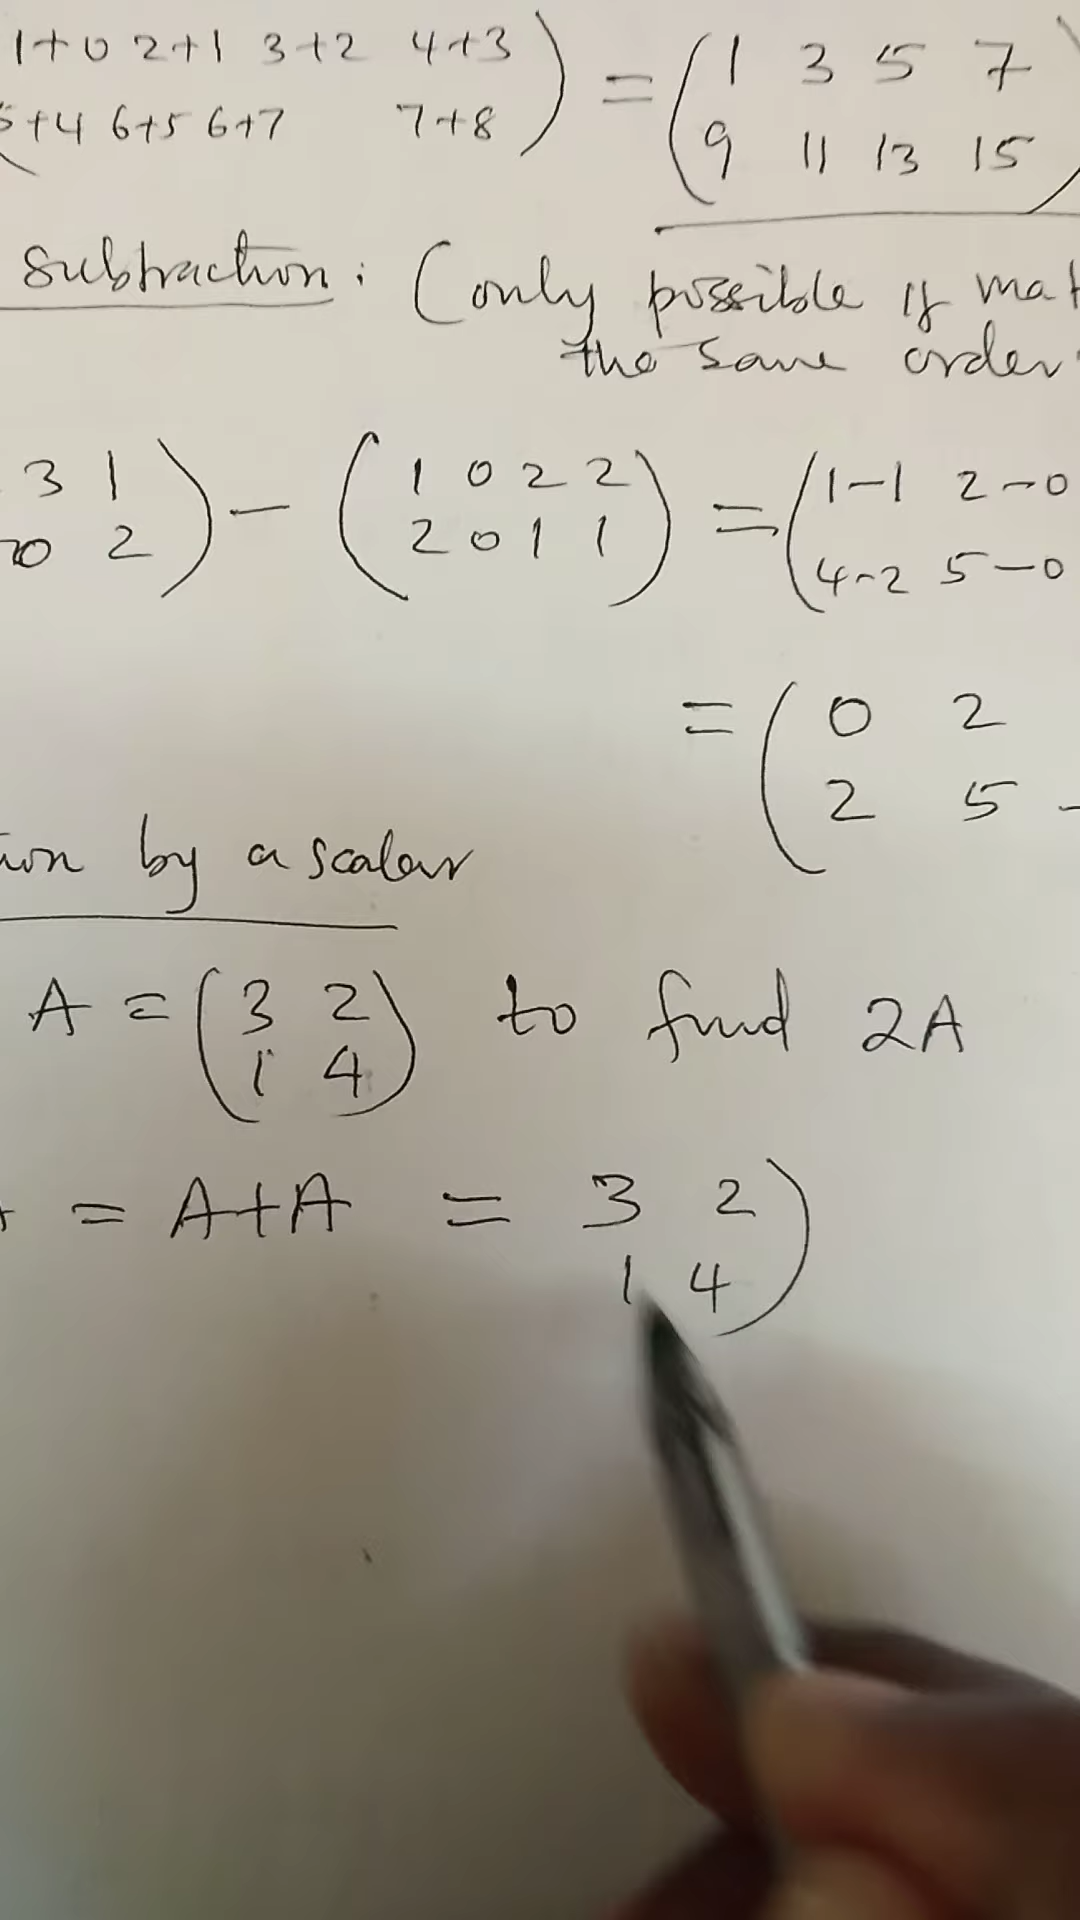 1+0 2+1 3+2 4+3 ) = ( 1 3 5 7 )
5+4 6+5 6+7 7+8 9 11 13 15
subtraction: (only possible if mat
the same order
3 1 ) - ( 1 0 2 2 ) = ( 1-1 2-0
0 2 2 0 1 1 4-2 5-0
= ( 0 2
2 5 -
by a scalar
A = ( 3 2 ) to find 2A
1 4
= A+A = 3 2 )
1 4